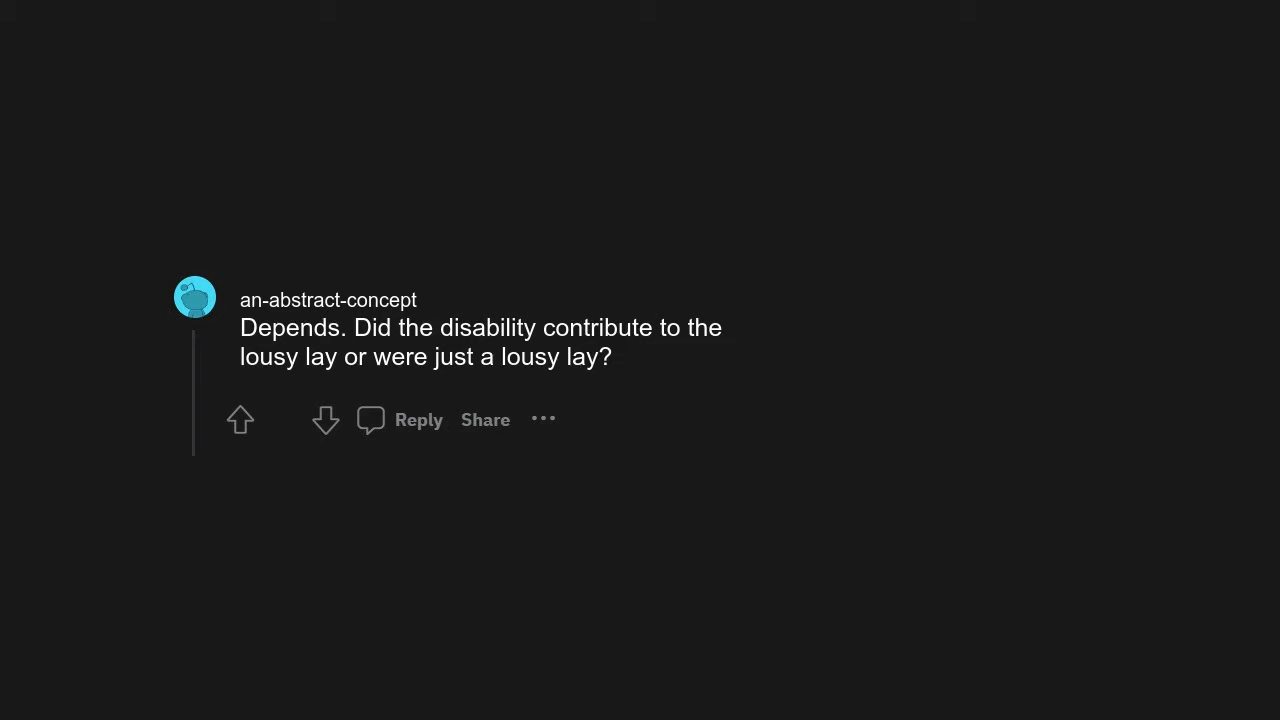 an-abstract-concept
Depends. Did the disability contribute to the
lousy lay or were just a lousy lay?
Reply Share